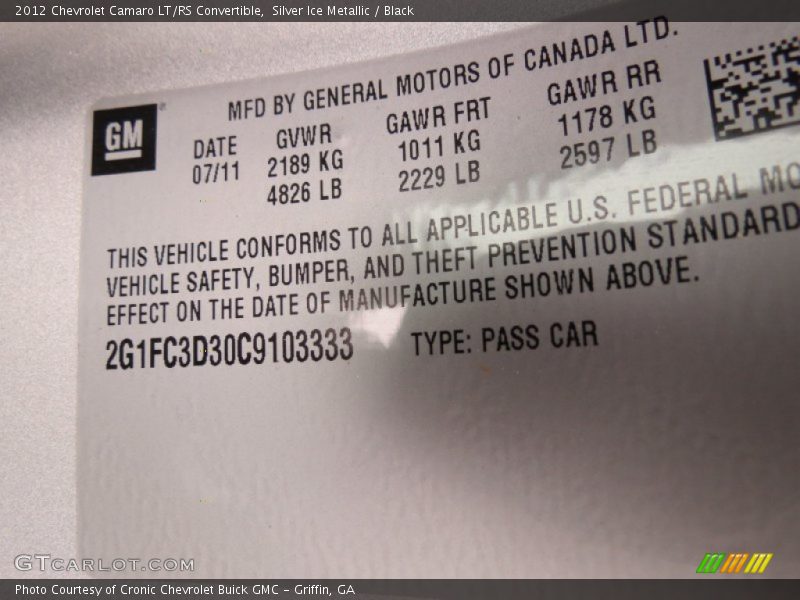 2012 Chevrolet Camaro LT/RS Convertible, Silver Ice Metallic / Black
MFD BY GENERAL MOTORS OF CANADA LTD.
GM
DATE GVWR GAWR FRT GAWR RR
07/11 2189 KG 1011 KG 1178 KG
4826 LB 2229 LB 2597 LB
THIS VEHICLE CONFORMS TO ALL APPLICABLE U.S. FEDERAL MO
VEHICLE SAFETY, BUMPER, AND THEFT PREVENTION STANDARD
EFFECT ON THE DATE OF MANUFACTURE SHOWN ABOVE.
2G1FC3D30C9103333 TYPE: PASS CAR
GTCARLOT.COM
Photo Courtesy of Cronic Chevrolet Buick GMC – Griffin, GA